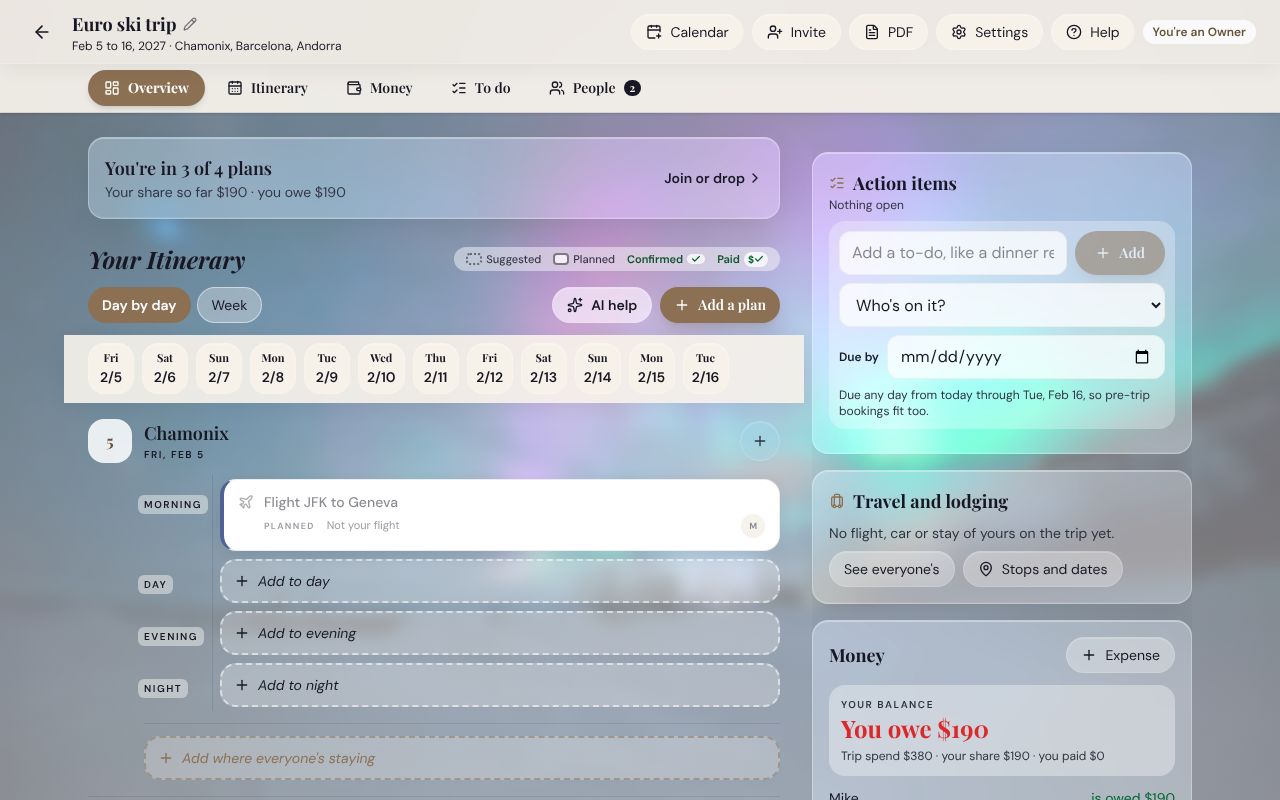 Euro ski trip
Feb 5 to 16, 2027 · Chamonix, Barcelona, Andorra
Calendar
Invite
PDF
Settings
Help
You're an Owner
Overview
Itinerary
Money
To do
People 2
You're in 3 of 4 plans
Your share so far $190 · you owe $190
Join or drop
Your Itinerary
Suggested
Planned
Confirmed
Paid $
Day by day
Week
AI help
Add a plan
Fri 2/5
Sat 2/6
Sun 2/7
Mon 2/8
Tue 2/9
Wed 2/10
Thu 2/11
Fri 2/12
Sat 2/13
Sun 2/14
Mon 2/15
Tue 2/16
5
Chamonix
FRI, FEB 5
MORNING
Flight JFK to Geneva
PLANNED Not your flight
M
DAY
Add to day
EVENING
Add to evening
NIGHT
Add to night
Add where everyone's staying
Action items
Nothing open
Add a to-do, like a dinner re
Add
Who's on it?
Due by
mm/dd/yyyy
Due any day from today through Tue, Feb 16, so pre-trip
bookings fit too.
Travel and lodging
No flight, car or stay of yours on the trip yet.
See everyone's
Stops and dates
Money
Expense
YOUR BALANCE
You owe $190
Trip spend $380 · your share $190 · you paid $0
Mike
is owed $190